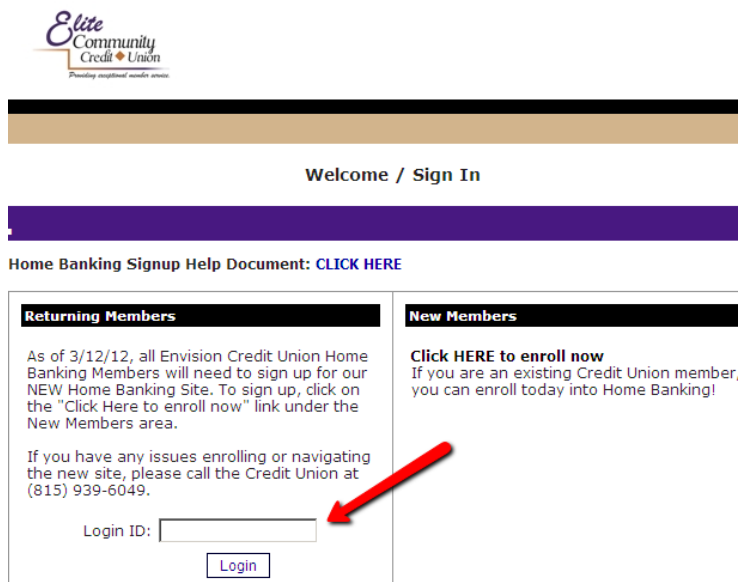 Elite
Community
Credit Union
Providing exceptional member service.
Welcome / Sign In
Home Banking Signup Help Document: CLICK HERE
Returning Members
As of 3/12/12, all Envision Credit Union Home
Banking Members will need to sign up for our
NEW Home Banking Site. To sign up, click on
the "Click Here to enroll now" link under the
New Members area.
If you have any issues enrolling or navigating
the new site, please call the Credit Union at
(815) 939-6049.
Login ID:
Login
New Members
Click HERE to enroll now
If you are an existing Credit Union member,
you can enroll today into Home Banking!